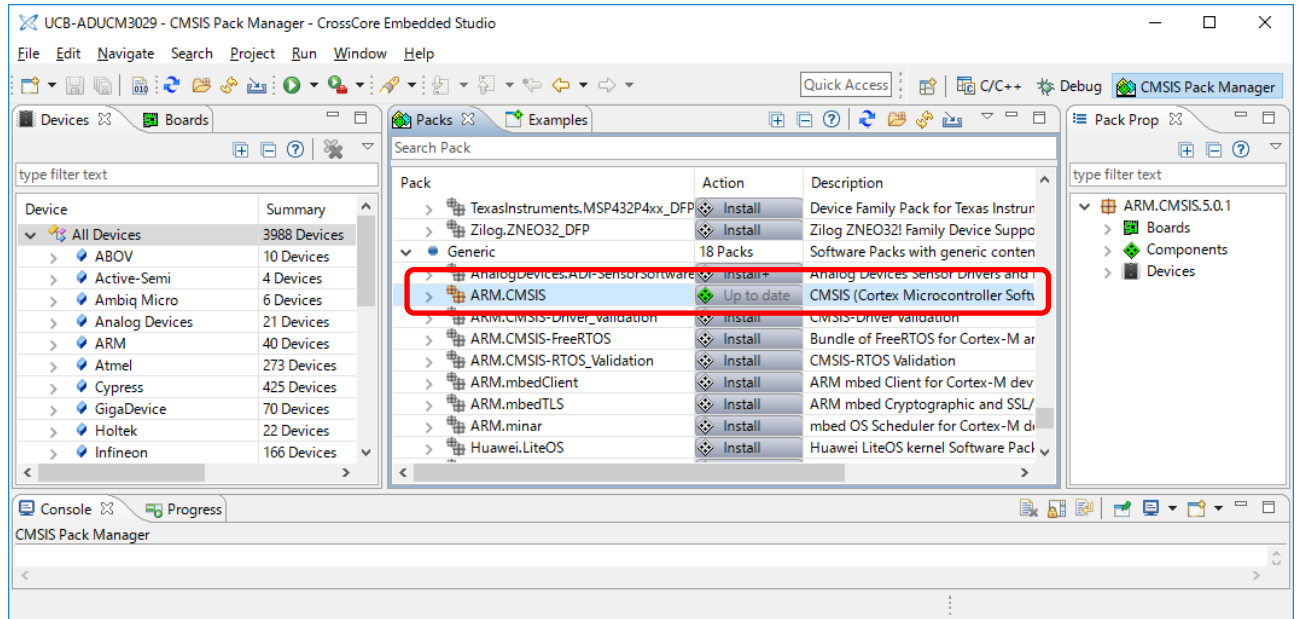 UCB-ADUCM3029 - CMSIS Pack Manager - CrossCore Embedded Studio
File Edit Navigate Search Project Run Window Help
Quick Access C/C++ Debug CMSIS Pack Manager
Devices Boards
type filter text
Device Summary
All Devices 3988 Devices
ABOV 10 Devices
Active-Semi 4 Devices
Ambiq Micro 6 Devices
Analog Devices 21 Devices
ARM 40 Devices
Atmel 273 Devices
Cypress 425 Devices
GigaDevice 70 Devices
Holtek 22 Devices
Infineon 166 Devices
Packs Examples
Search Pack
Pack Action Description
TexasInstruments.MSP432P4xx_DFP Install Device Family Pack for Texas Instrun
Zilog.ZNEO32_DFP Install Zilog ZNEO32! Family Device Suppo
Generic 18 Packs Software Packs with generic conten
AnalogDevices.ADI-SensorSoftware Install+ Analog Devices Sensor Drivers and
ARM.CMSIS Up to date CMSIS (Cortex Microcontroller Softw
ARM.CMSIS-Driver_Validation Install CMSIS-Driver Validation
ARM.CMSIS-FreeRTOS Install Bundle of FreeRTOS for Cortex-M ar
ARM.CMSIS-RTOS_Validation Install CMSIS-RTOS Validation
ARM.mbedClient Install ARM mbed Client for Cortex-M dev
ARM.mbedTLS Install ARM mbed Cryptographic and SSL/
ARM.minar Install mbed OS Scheduler for Cortex-M de
Huawei.LiteOS Install Huawei LiteOS kernel Software Pack
Pack Prop
type filter text
ARM.CMSIS.5.0.1
Boards
Components
Devices
Console Progress
CMSIS Pack Manager